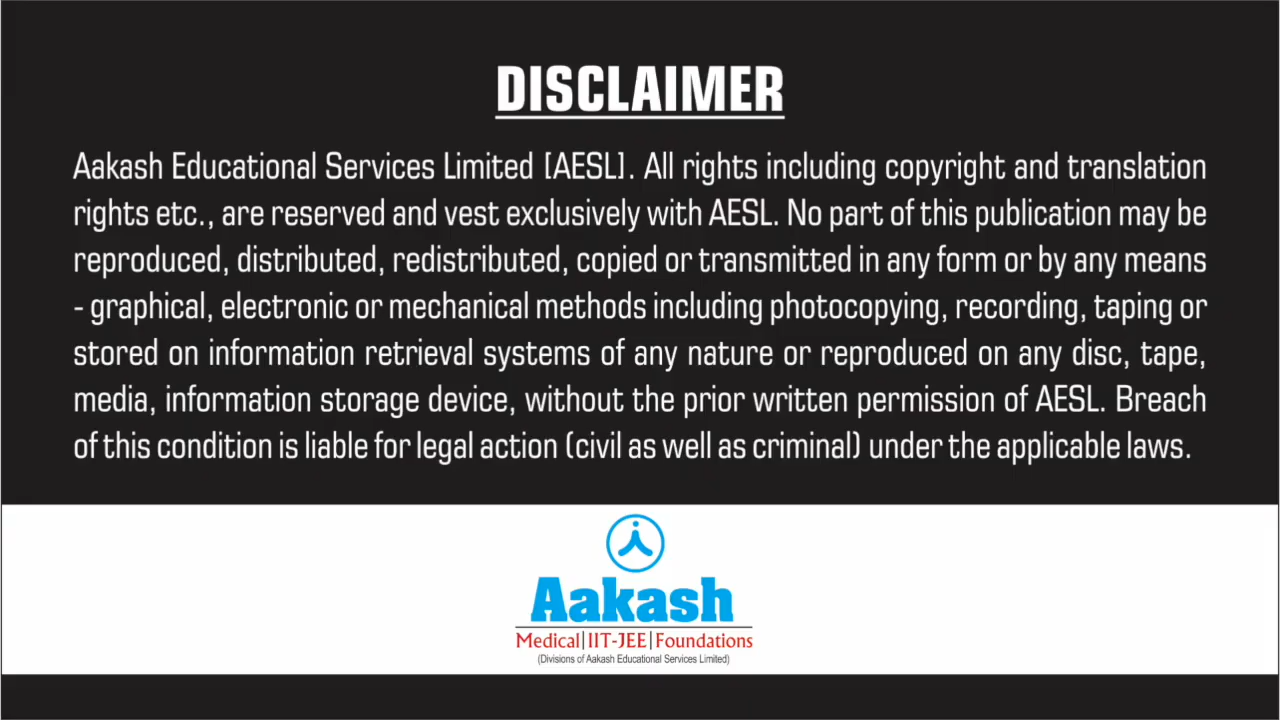 DISCLAIMER
Aakash Educational Services Limited [AESL]. All rights including copyright and translation
rights etc., are reserved and vest exclusively with AESL. No part of this publication may be
reproduced, distributed, redistributed, copied or transmitted in any form or by any means
- graphical, electronic or mechanical methods including photocopying, recording, taping or
stored on information retrieval systems of any nature or reproduced on any disc, tape,
media, information storage device, without the prior written permission of AESL. Breach
of this condition is liable for legal action (civil as well as criminal) under the applicable laws.
Aakash
Medical|IIT-JEE|Foundations
(Divisions of Aakash Educational Services Limited)